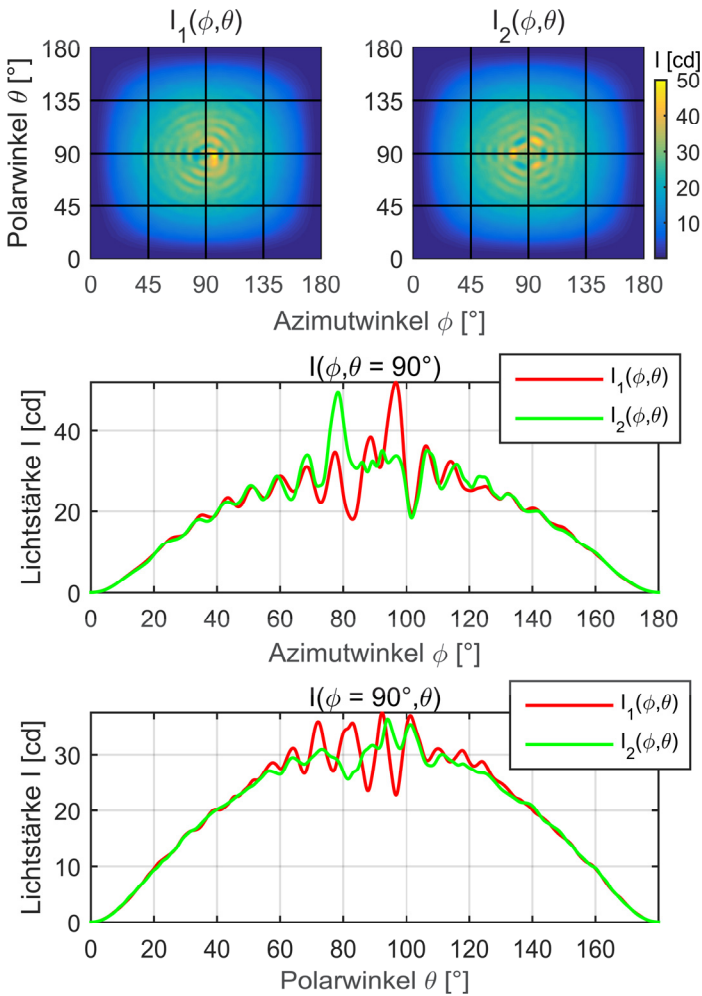 I₁(ϕ,θ)
I₂(ϕ,θ)
I [cd]
Polarwinkel θ [°]
180
135
90
45
0
0 45 90 135 180
180
135
90
45
0
0 45 90 135 180
50
40
30
20
10
Azimutwinkel ϕ [°]
I(ϕ,θ = 90°)
I₁(ϕ,θ)
I₂(ϕ,θ)
Lichtstärke I [cd]
40
20
0
0 20 40 60 80 100 120 140 160 180
Azimutwinkel ϕ [°]
I(ϕ = 90°,θ)
I₁(ϕ,θ)
I₂(ϕ,θ)
Lichtstärke I [cd]
30
20
10
0
0 20 40 60 80 100 120 140 160
Polarwinkel θ [°]